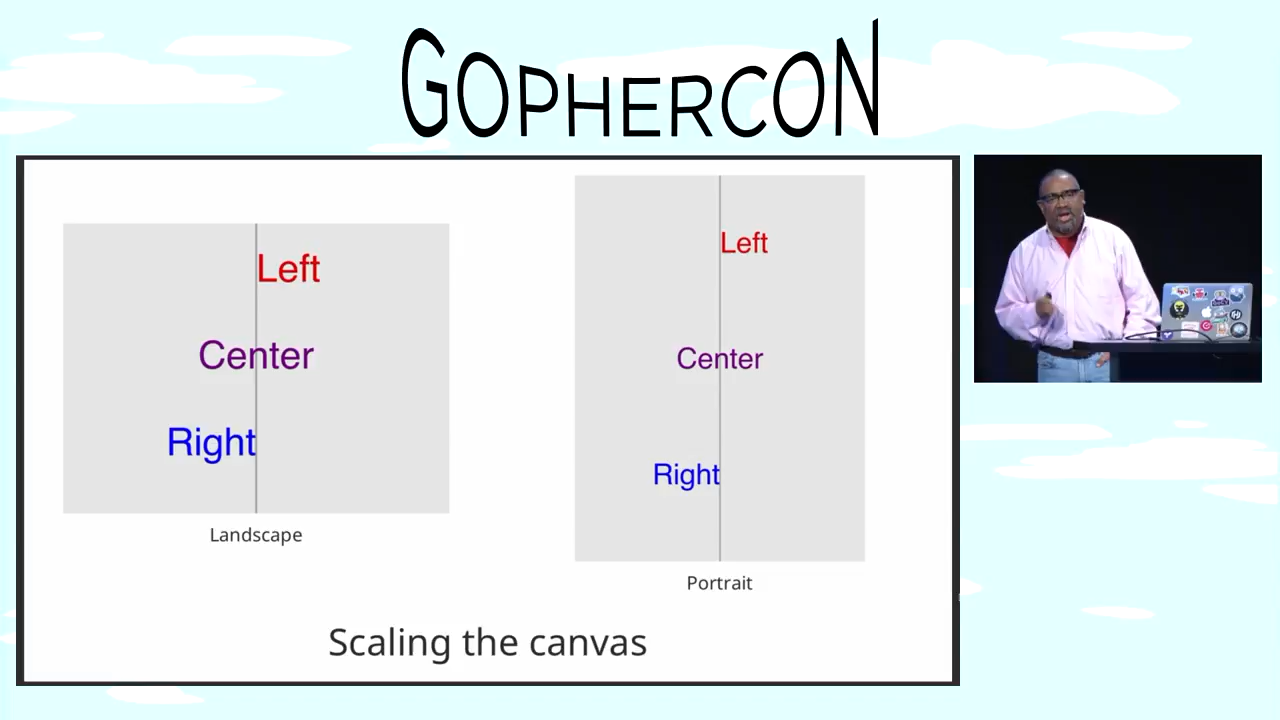 GOPHERCON
Left
Center
Right
Landscape
Left
Center
Right
Portrait
Scaling the canvas